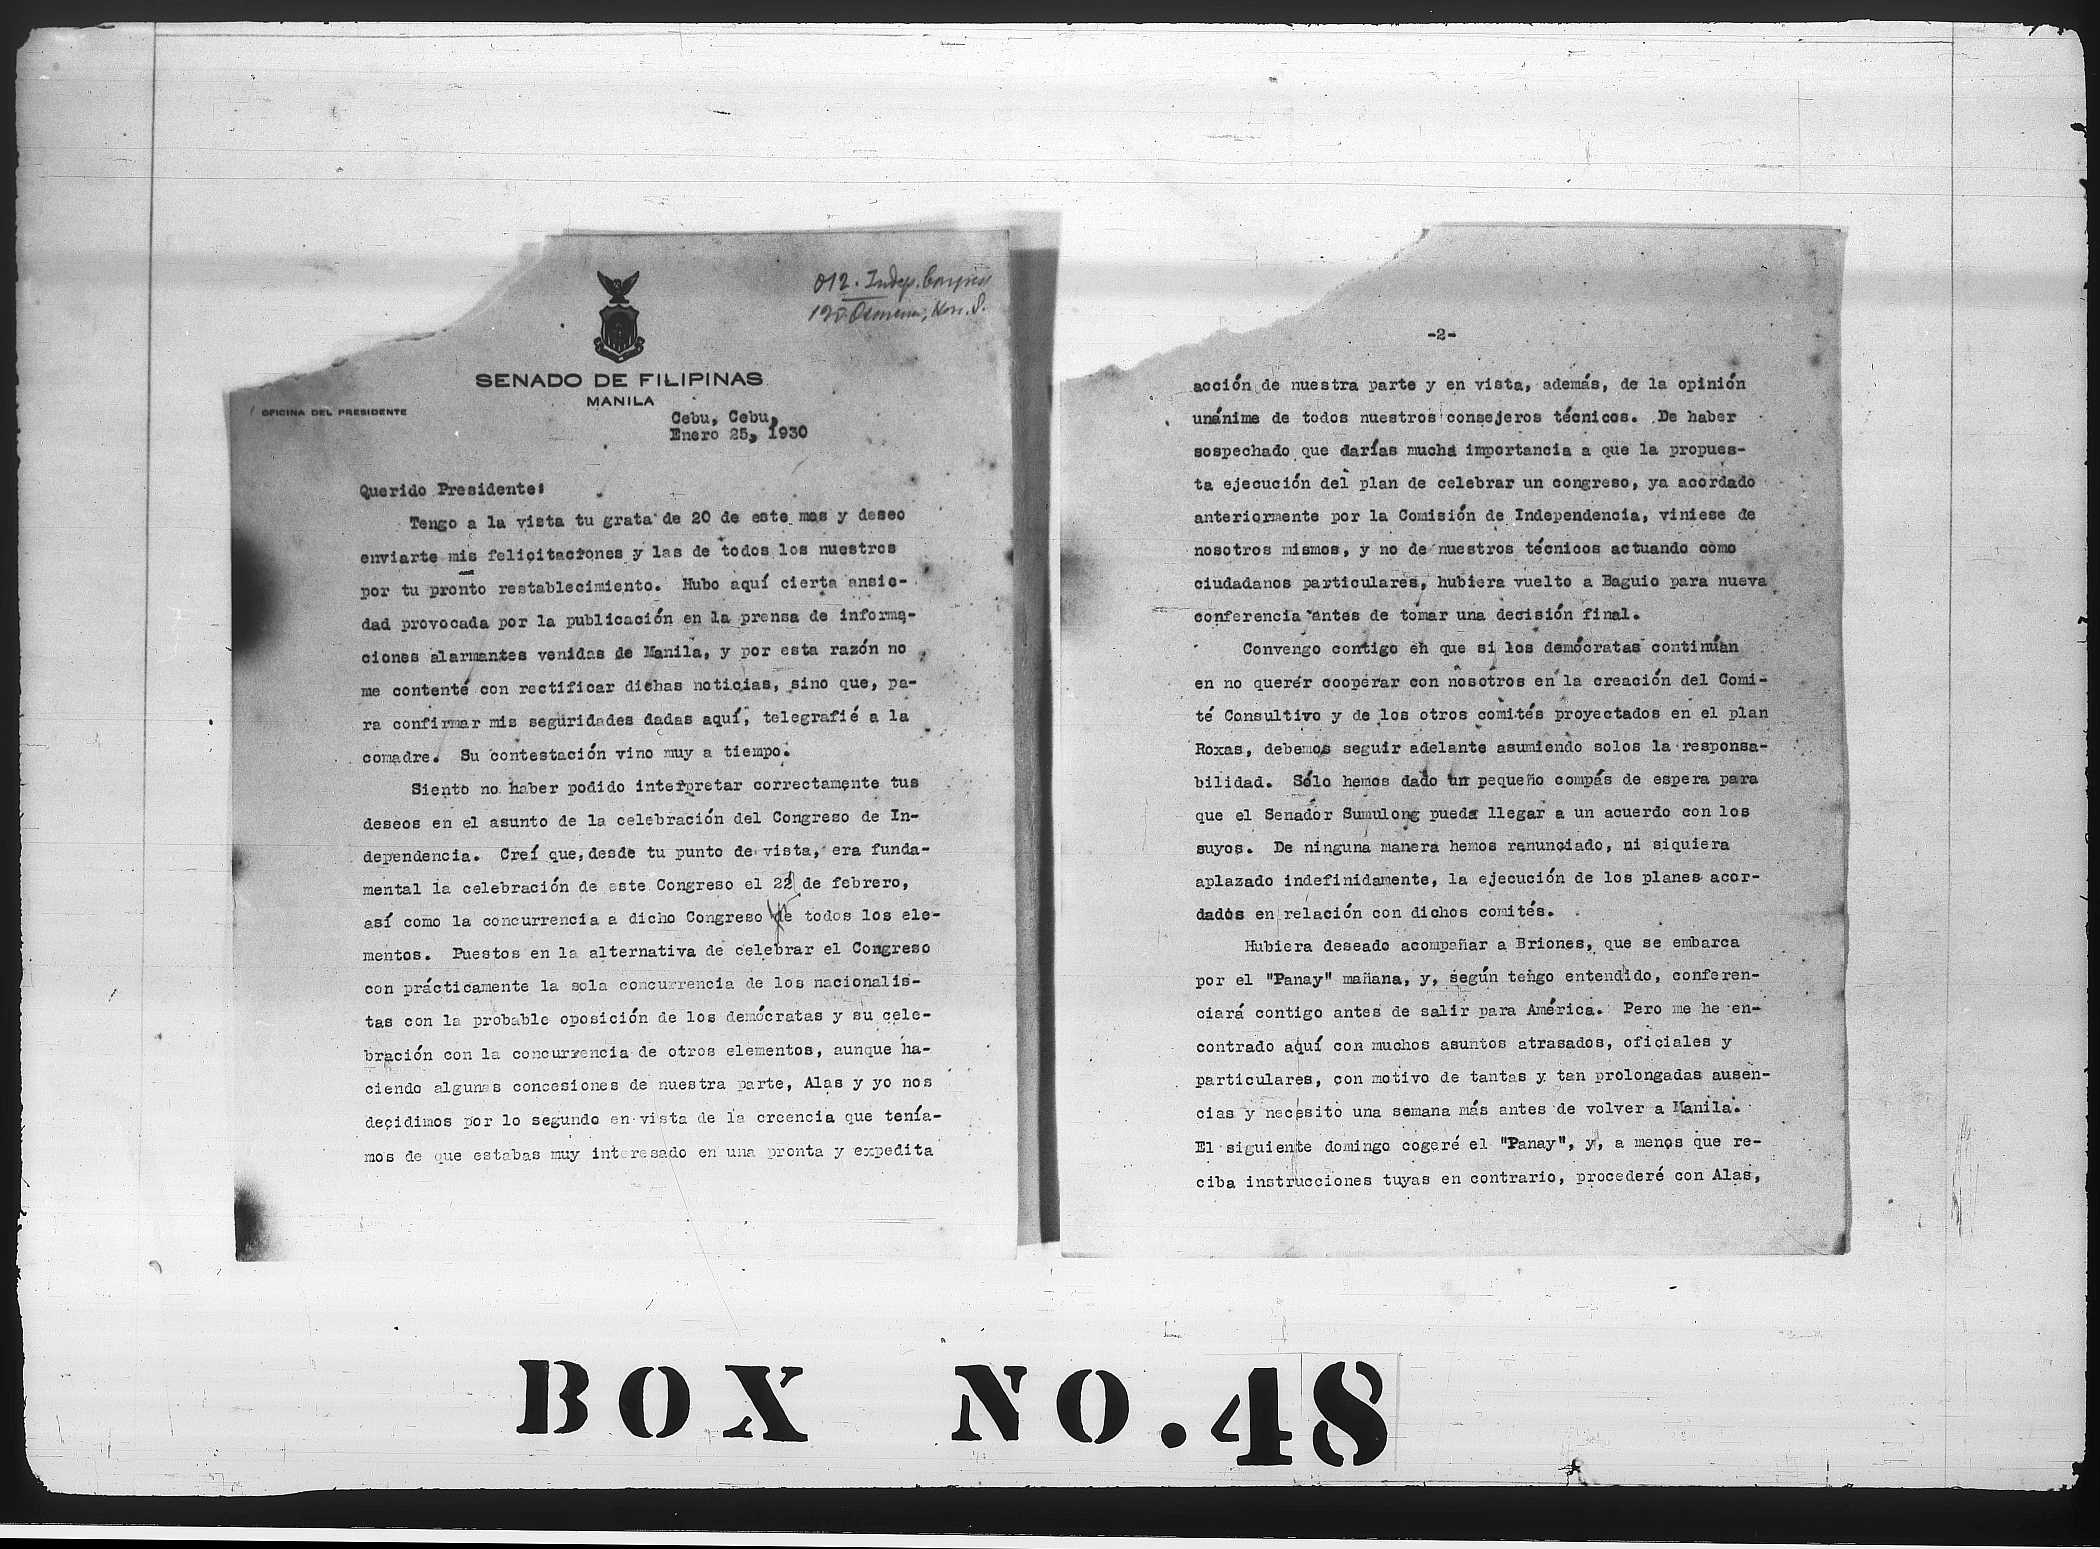 012. Indep. Congress
120 Osmena, Hon. S.
SENADO DE FILIPINAS
MANILA
OFICINA DEL PRESIDENTE
Cebu, Cebu,
Enero 25, 1930
Querido Presidente:
Tengo a la vista tu grata de 20 de este mes y deseo
enviarte mis felicitaciones y las de todos los nuestros
por tu pronto restablecimiento. Hubo aquí cierta ansie-
dad provocada por la publicación en la prensa de informa-
ciones alarmantes venidas de Manila, y por esta razón no
me contenté con rectificar dichas noticias, sino que, pa-
ra confirmar mis seguridades dadas aquí, telegrafié a la
comadre. Su contestación vino muy a tiempo.
Siento no haber podido interpretar correctamente tus
deseos en el asunto de la celebración del Congreso de In-
dependencia. Creí que, desde tu punto de vista, era funda-
mental la celebración de este Congreso el 22 de febrero,
así como la concurrencia a dicho Congreso de todos los ele-
mentos. Puestos en la alternativa de celebrar el Congreso
con prácticamente la sola concurrencia de los nacionalis-
tas con la probable oposición de los demócratas y su cele-
bración con la concurrencia de otros elementos, aunque ha-
ciendo algunas concesiones de nuestra parte, Alas y yo nos
decidimos por lo segundo en vista de la creencia que tenía-
mos de que estabas muy interesado en una pronta y expedita
-2-
acción de nuestra parte y en vista, además, de la opinión
unánime de todos nuestros consejeros técnicos. De haber
sospechado que darías mucha importancia a que la propues-
ta ejecución del plan de celebrar un congreso, ya acordado
anteriormente por la Comisión de Independencia, viniese de
nosotros mismos, y no de nuestros técnicos actuando como
ciudadanos particulares, hubiera vuelto a Baguio para nueva
conferencia antes de tomar una decisión final.
Convengo contigo en que si los demócratas continúan
en no querer cooperar con nosotros en la creación del Comi-
té Consultivo y de los otros comités proyectados en el plan
Roxas, debemos seguir adelante asumiendo solos la responsa-
bilidad. Sólo hemos dado un pequeño compás de espera para
que el Senador Sumulong pueda llegar a un acuerdo con los
suyos. De ninguna manera hemos renunciado, ni siquiera
aplazado indefinidamente, la ejecución de los planes acor-
dados en relación con dichos comités.
Hubiera deseado acompañar a Briones, que se embarca
por el "Panay" mañana, y, según tengo entendido, conferen-
ciará contigo antes de salir para América. Pero me he en-
contrado aquí con muchos asuntos atrasados, oficiales y
particulares, con motivo de tantas y tan prolongadas ausen-
cias y necesito una semana más antes de volver a Manila.
El siguiente domingo cogeré el "Panay", y, a menos que re-
ciba instrucciones tuyas en contrario, procederé con Alas,
BOX NO. 48